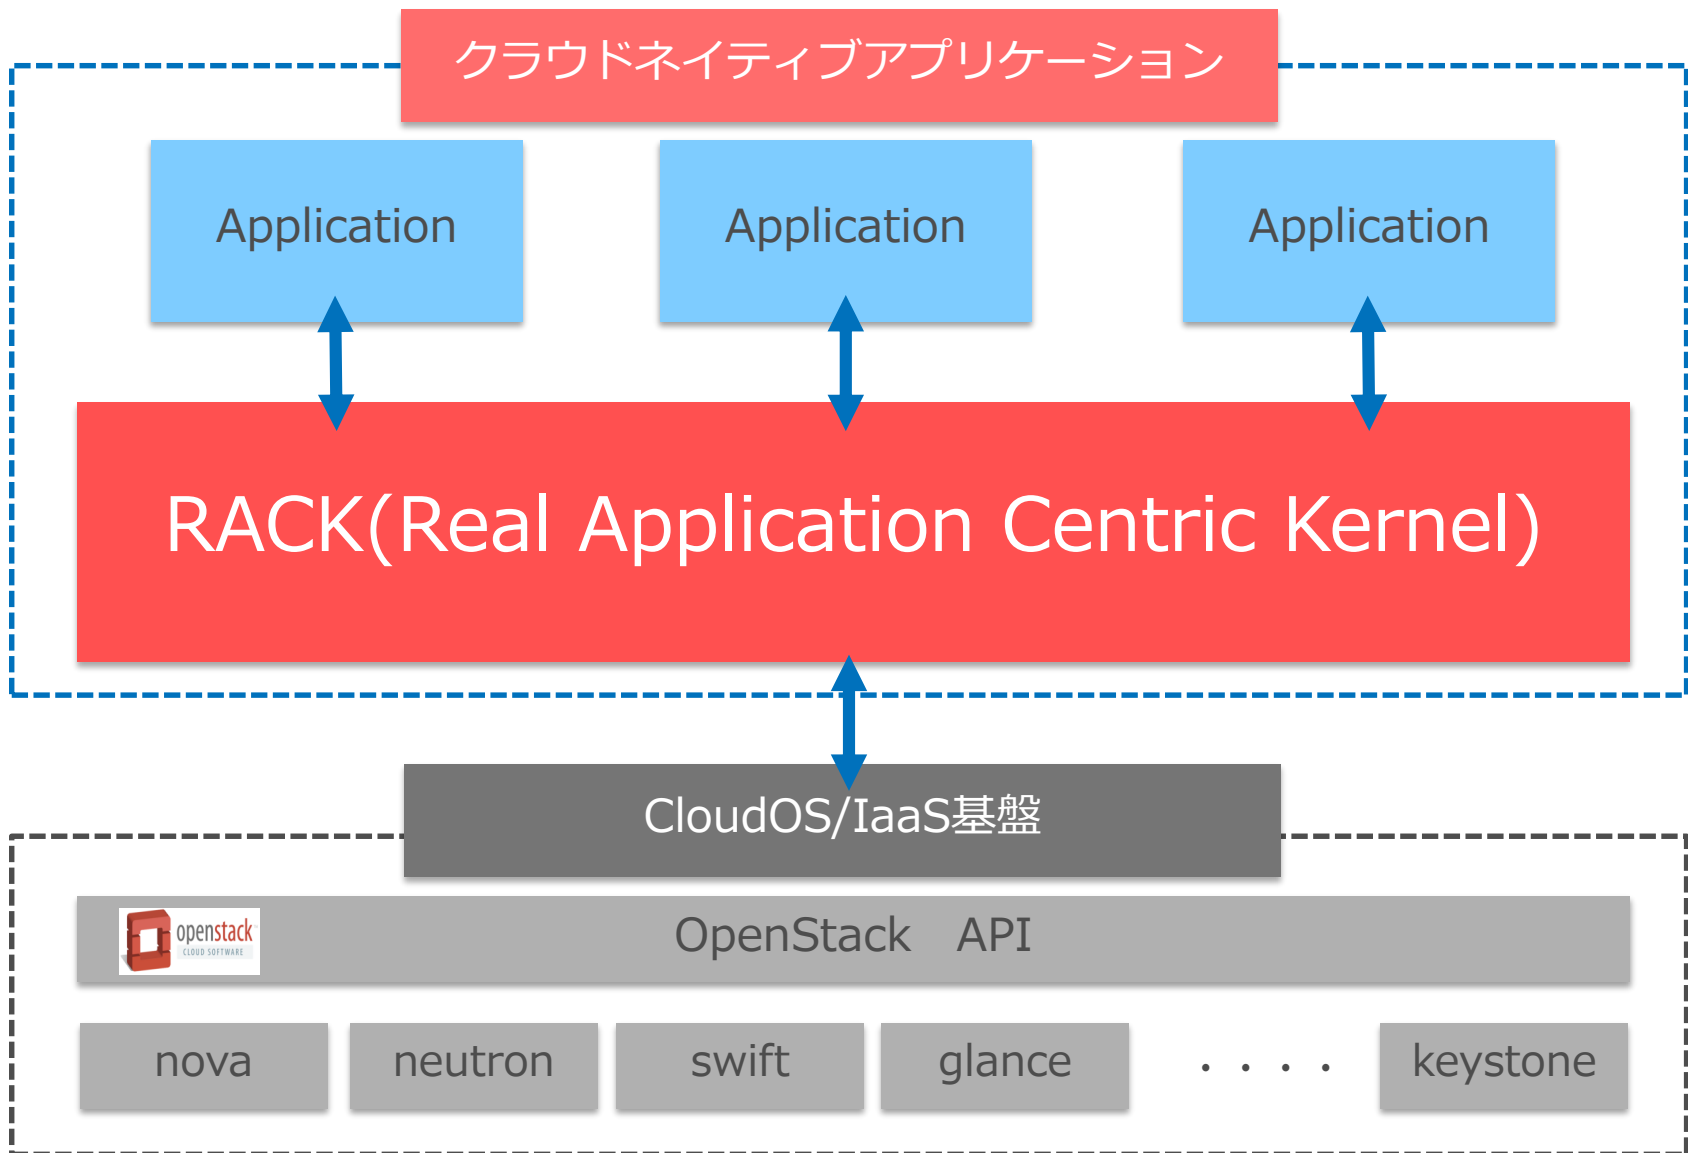 クラウドネイティブアプリケーション
Application
Application
Application
RACK(Real Application Centric Kernel)
CloudOS/IaaS基盤
openstack
CLOUD SOFTWARE
OpenStack　API
nova
neutron
swift
glance
・・・・
keystone